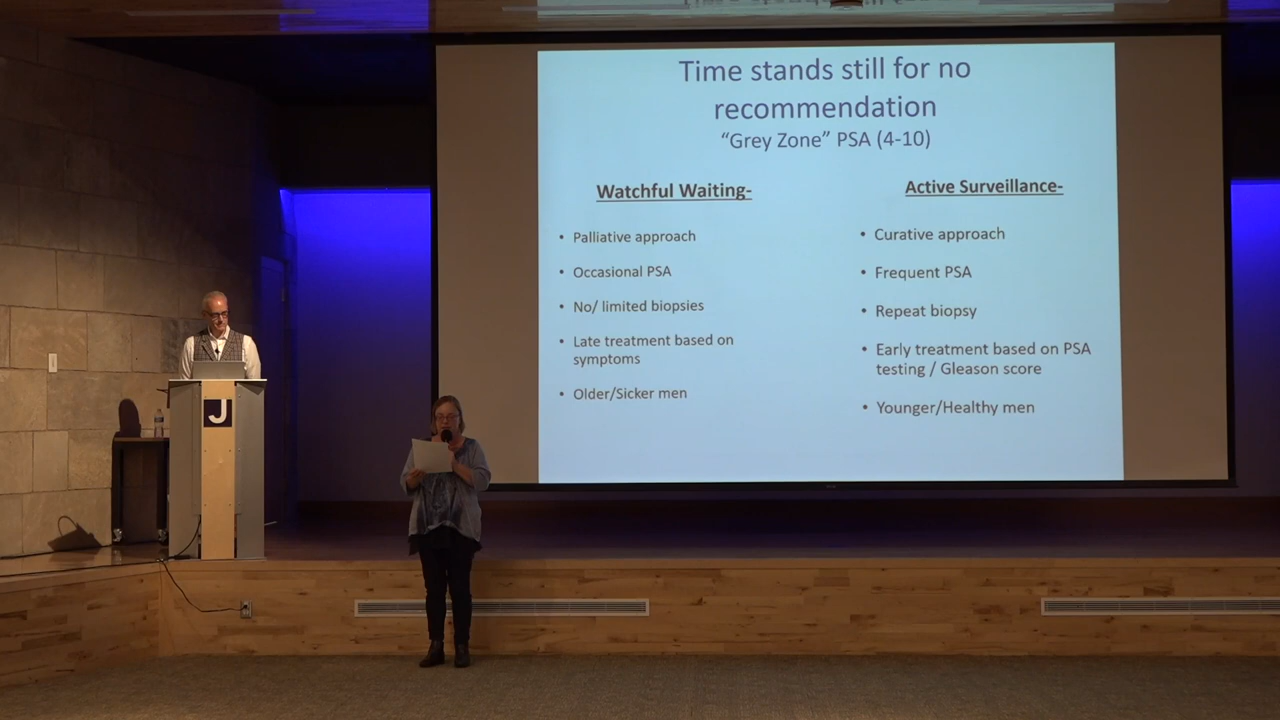 Time stands still for no
recommendation
“Grey Zone” PSA (4-10)
Watchful Waiting-
• Palliative approach
• Occasional PSA
• No/ limited biopsies
• Late treatment based on
symptoms
• Older/Sicker men
Active Surveillance-
• Curative approach
• Frequent PSA
• Repeat biopsy
• Early treatment based on PSA
testing / Gleason score
• Younger/Healthy men
J